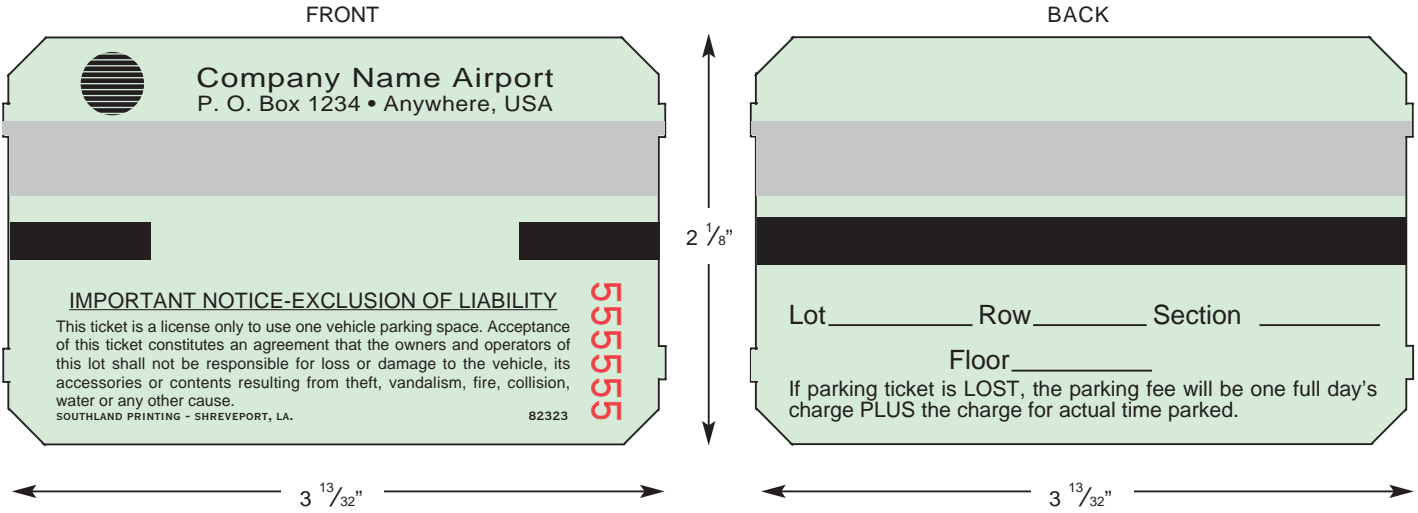 FRONT
Company Name Airport
P. O. Box 1234 • Anywhere, USA
IMPORTANT NOTICE-EXCLUSION OF LIABILITY
This ticket is a license only to use one vehicle parking space. Acceptance
of this ticket constitutes an agreement that the owners and operators of
this lot shall not be responsible for loss or damage to the vehicle, its
accessories or contents resulting from theft, vandalism, fire, collision,
water or any other cause.
SOUTHLAND PRINTING - SHREVEPORT, LA. 82323
555555
3 13/32"
2 1/8"
BACK
Lot____________ Row__________ Section __________
Floor____________
If parking ticket is LOST, the parking fee will be one full day's
charge PLUS the charge for actual time parked.
3 13/32"